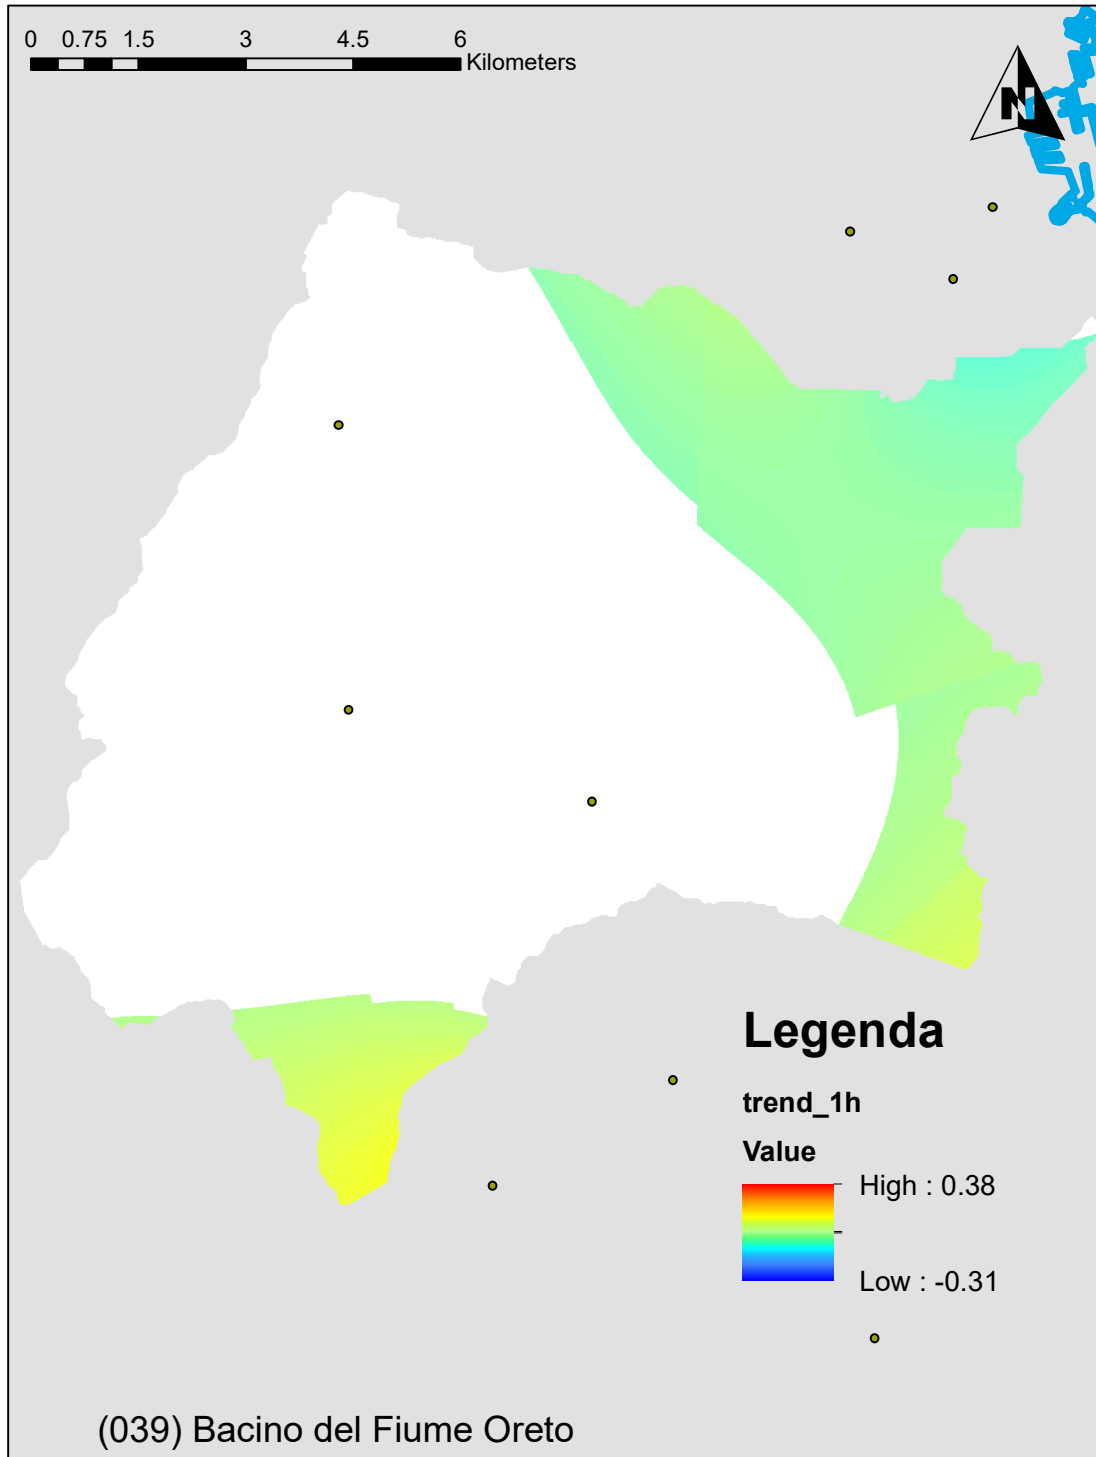 0 0.75 1.5 3 4.5 6
Kilometers
N
Legenda
trend_1h
Value
High : 0.38
Low : -0.31
(039) Bacino del Fiume Oreto